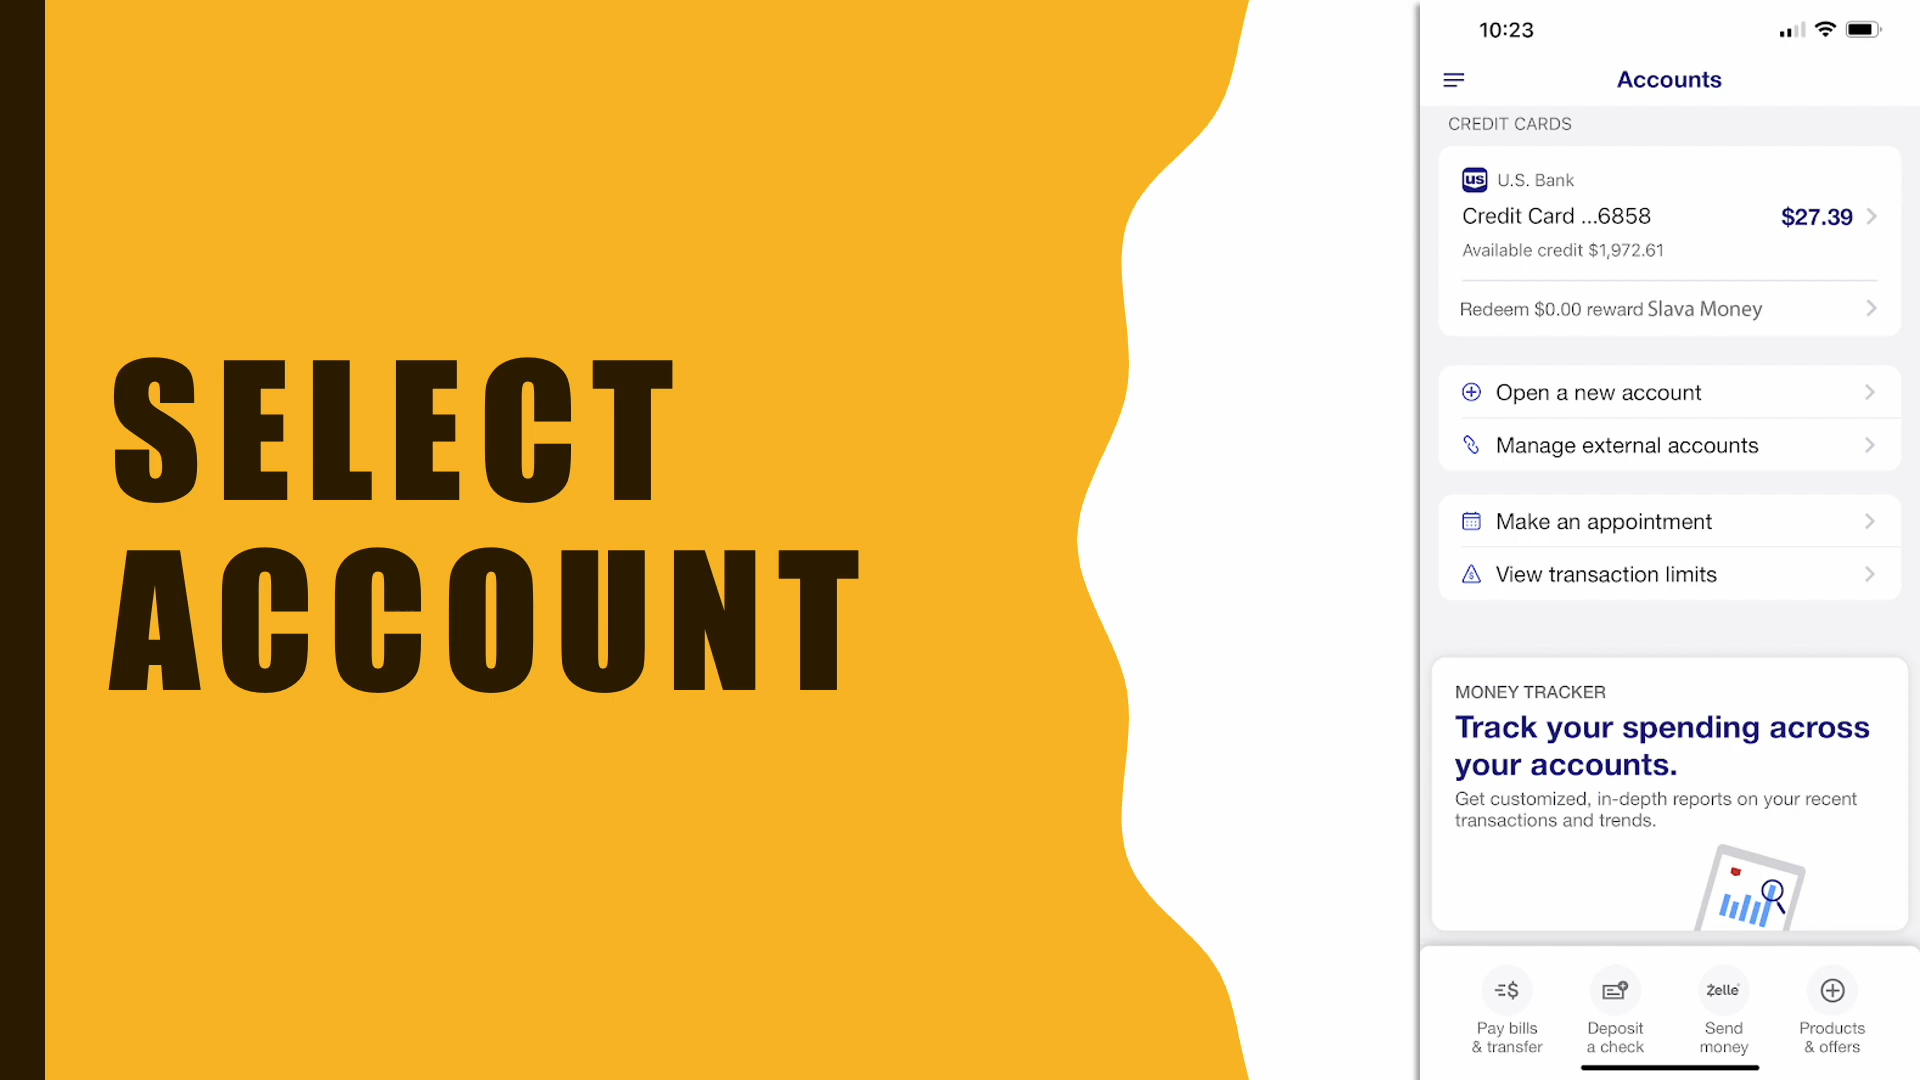 SELECT
ACCOUNT
10:23
Accounts
CREDIT CARDS
us U.S. Bank
Credit Card ...6858 $27.39
Available credit $1,972.61
Redeem $0.00 reward Slava Money
Open a new account
Manage external accounts
Make an appointment
View transaction limits
MONEY TRACKER
Track your spending across
your accounts.
Get customized, in-depth reports on your recent
transactions and trends.
Pay bills
& transfer
Deposit
a check
Zelle
Send
money
Products
& offers